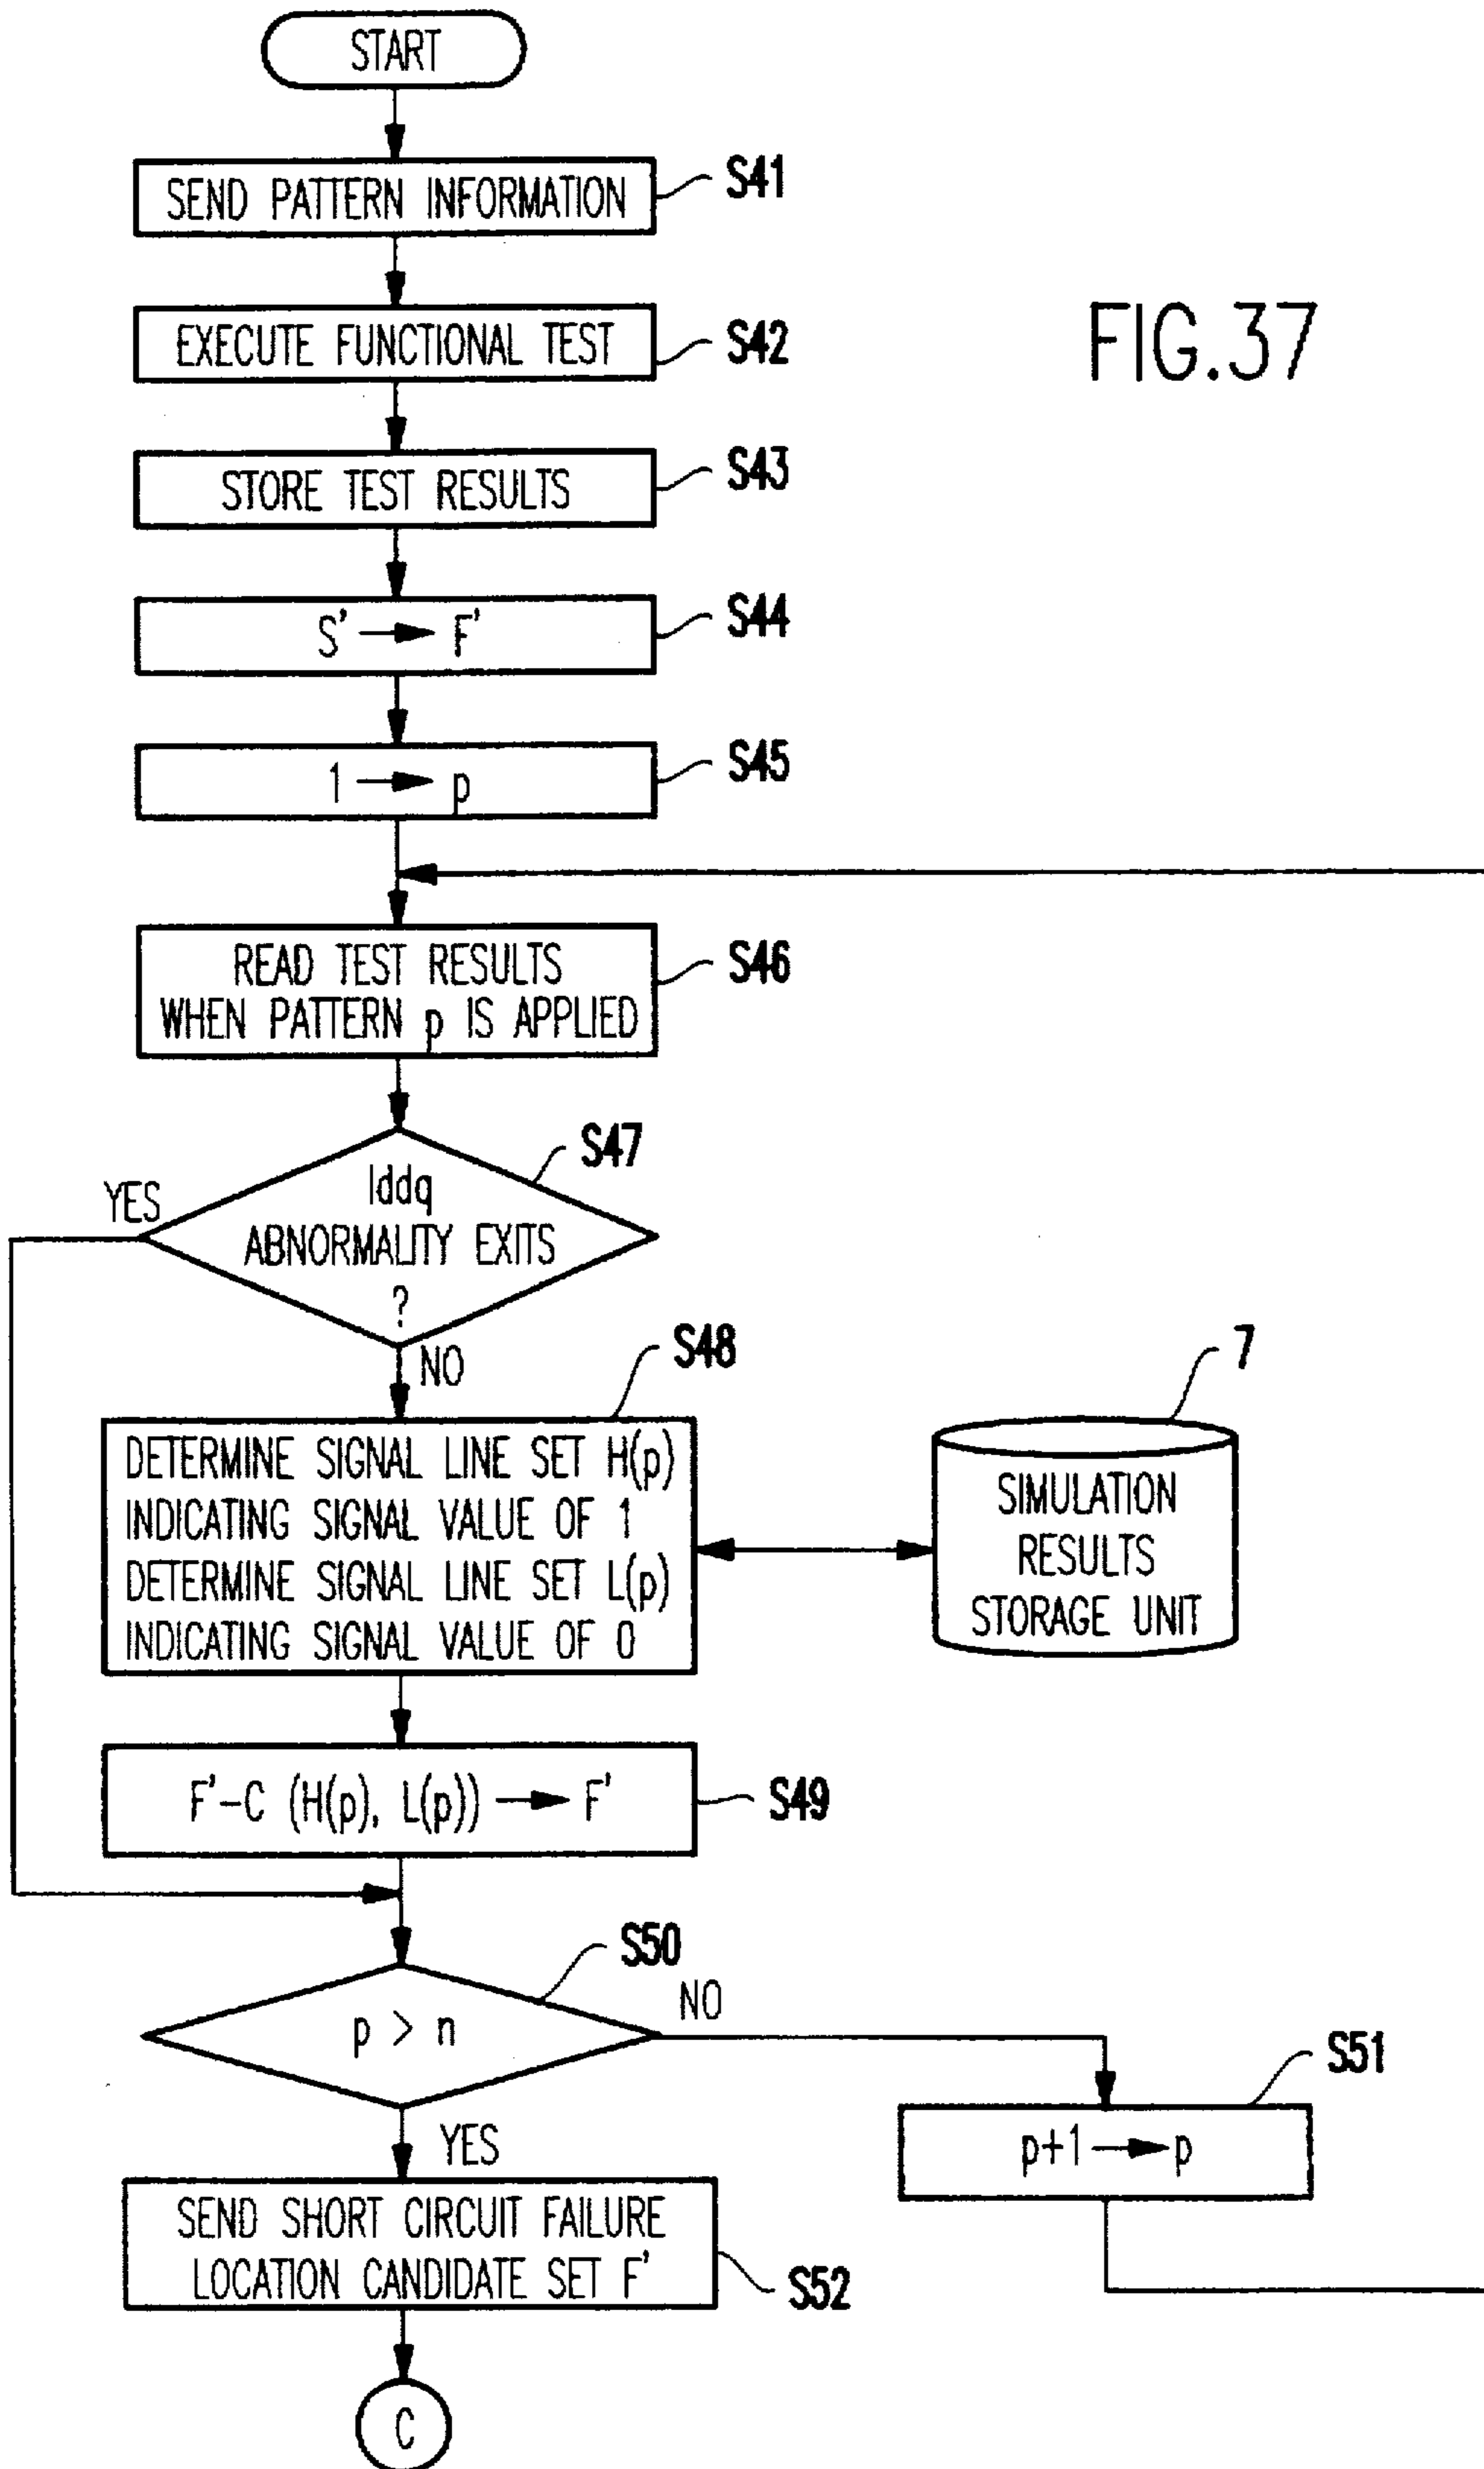 START
SEND PATTERN INFORMATION
S41
EXECUTE FUNCTIONAL TEST
S42
FIG.37
STORE TEST RESULTS
S43
S' → F'
S44
1 → p
S45
READ TEST RESULTS
WHEN PATTERN p IS APPLIED
S46
S47
YES
Iddq
ABNORMALITY EXITS
?
NO
S48
DETERMINE SIGNAL LINE SET H(p)
INDICATING SIGNAL VALUE OF 1
DETERMINE SIGNAL LINE SET L(p)
INDICATING SIGNAL VALUE OF 0
7
SIMULATION
RESULTS
STORAGE UNIT
F'-C (H(p), L(p)) → F'
S49
S50
p > n
NO
S51
p+1 → p
YES
SEND SHORT CIRCUIT FAILURE
LOCATION CANDIDATE SET F'
S52
C